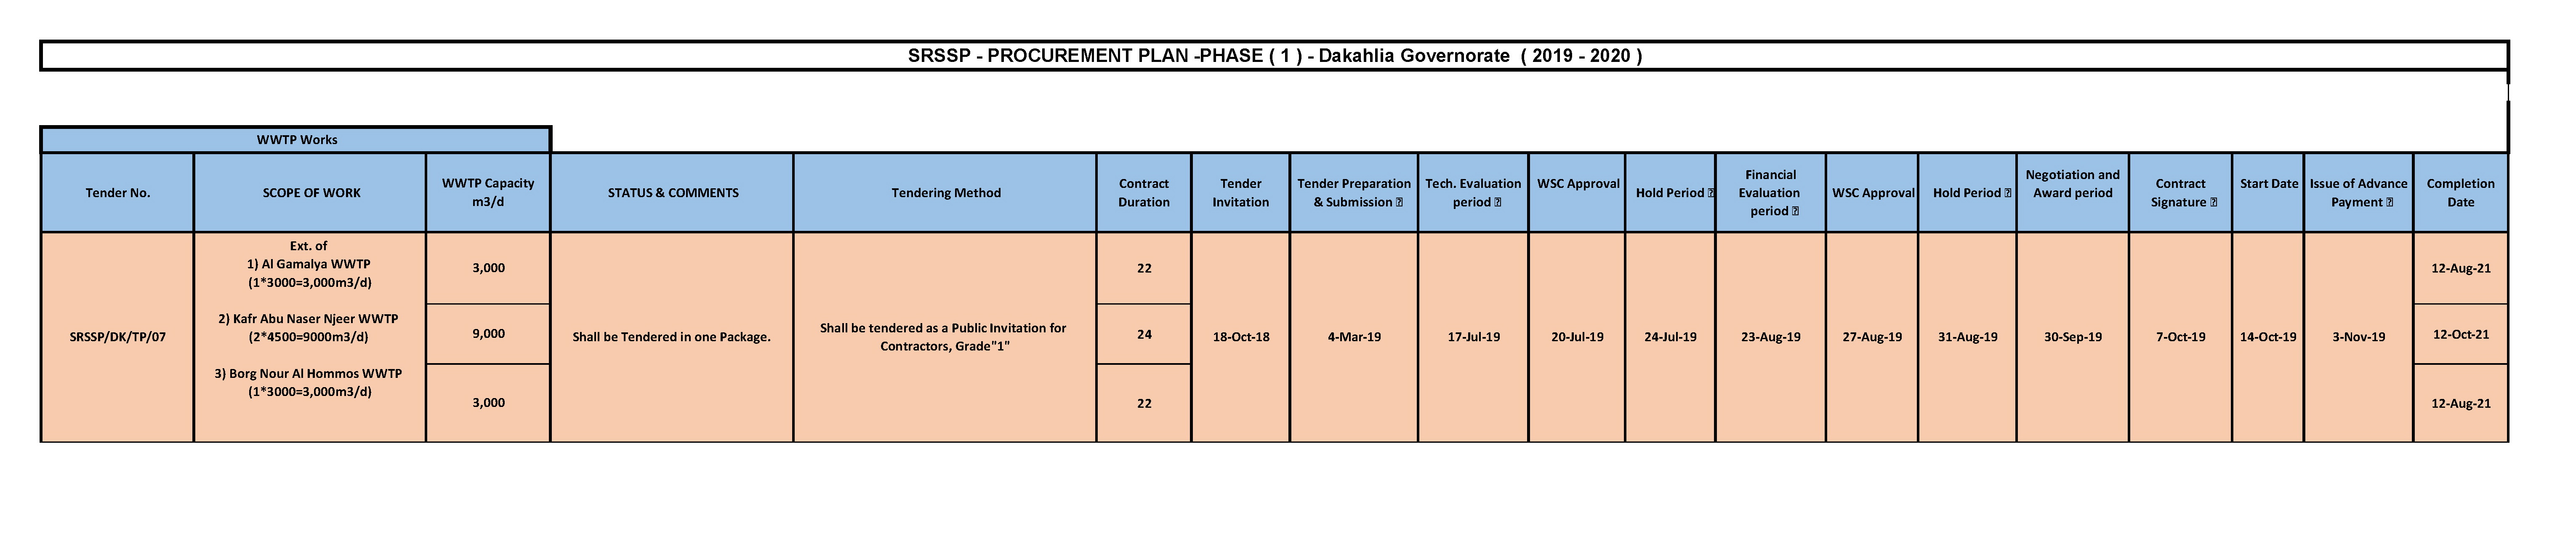 SRSSP - PROCUREMENT PLAN -PHASE ( 1 ) - Dakahlia Governorate  ( 2019 - 2020 )
WWTP Works
Tender No.
SCOPE OF WORK
WWTP Capacity
m3/d
STATUS & COMMENTS
Tendering Method
Contract
Duration
Tender
Invitation
Tender Preparation
& Submission
Tech. Evaluation
period
WSC Approval
Hold Period
Financial
Evaluation
period
WSC Approval
Hold Period
Negotiation and
Award period
Contract
Signature
Start Date
Issue of Advance
Payment
Completion
Date
SRSSP/DK/TP/07
Ext. of
1) Al Gamalya WWTP
(1*3000=3,000m3/d)
2) Kafr Abu Naser Njeer WWTP
(2*4500=9000m3/d)
3) Borg Nour Al Hommos WWTP
(1*3000=3,000m3/d)
3,000
9,000
3,000
Shall be Tendered in one Package.
Shall be tendered as a Public Invitation for
Contractors, Grade"1"
22
24
22
18-Oct-18
4-Mar-19
17-Jul-19
20-Jul-19
24-Jul-19
23-Aug-19
27-Aug-19
31-Aug-19
30-Sep-19
7-Oct-19
14-Oct-19
3-Nov-19
12-Aug-21
12-Oct-21
12-Aug-21